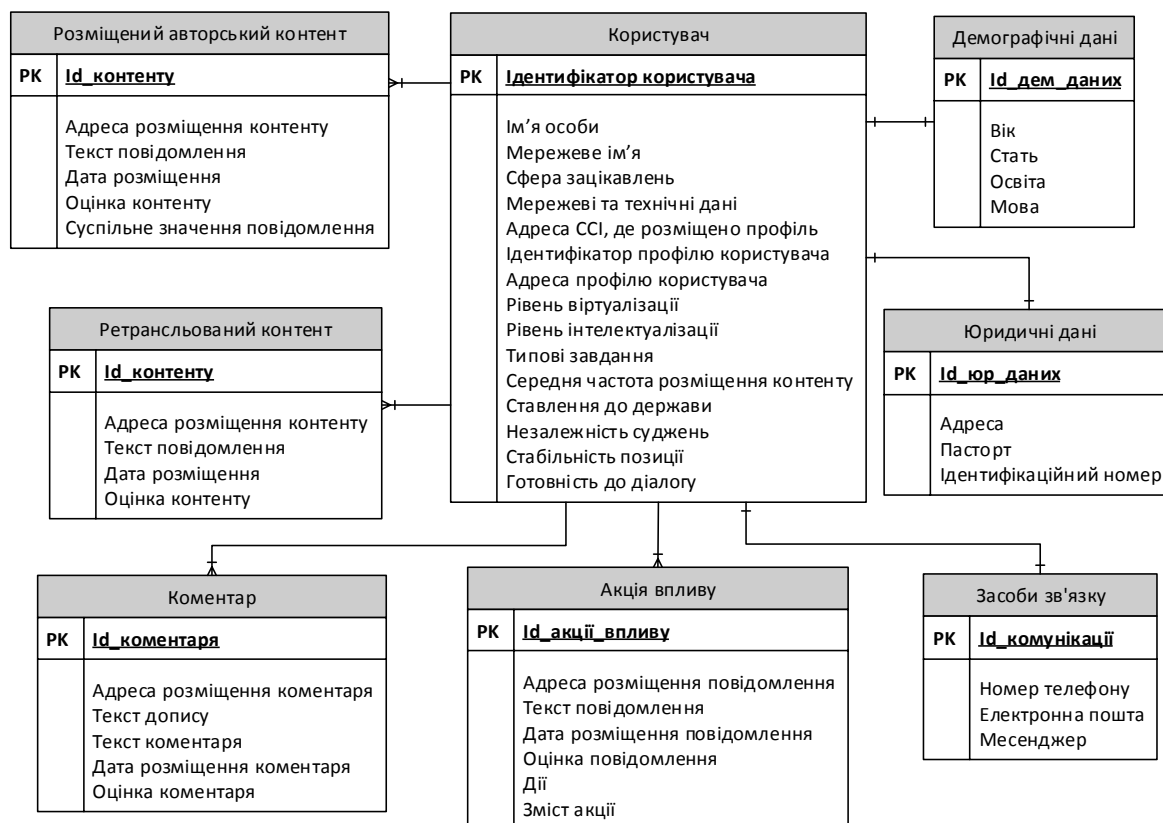 Розміщений авторський контент
PK Id_контенту
Адреса розміщення контенту
Текст повідомлення
Дата розміщення
Оцінка контенту
Суспільне значення повідомлення
Користувач
PK Ідентифікатор користувача
Ім’я особи
Мережеве ім’я
Сфера зацікавлень
Мережеві та технічні дані
Адреса ССІ, де розміщено профіль
Ідентифікатор профілю користувача
Адреса профілю користувача
Рівень віртуалізації
Рівень інтелектуалізації
Типові завдання
Середня частота розміщення контенту
Ставлення до держави
Незалежність суджень
Стабільність позиції
Готовність до діалогу
Демографічні дані
PK Id_дем_даних
Вік
Стать
Освіта
Мова
Ретрансльований контент
PK Id_контенту
Адреса розміщення контенту
Текст повідомлення
Дата розміщення
Оцінка контенту
Юридичні дані
PK Id_юр_даних
Адреса
Пасторт
Ідентифікаційний номер
Коментар
PK Id_коментаря
Адреса розміщення коментаря
Текст допису
Текст коментаря
Дата розміщення коментаря
Оцінка коментаря
Акція впливу
PK Id_акції_впливу
Адреса розміщення повідомлення
Текст повідомлення
Дата розміщення повідомлення
Оцінка повідомлення
Дії
Зміст акції
Засоби зв'язку
PK Id_комунікації
Номер телефону
Електронна пошта
Месенджер